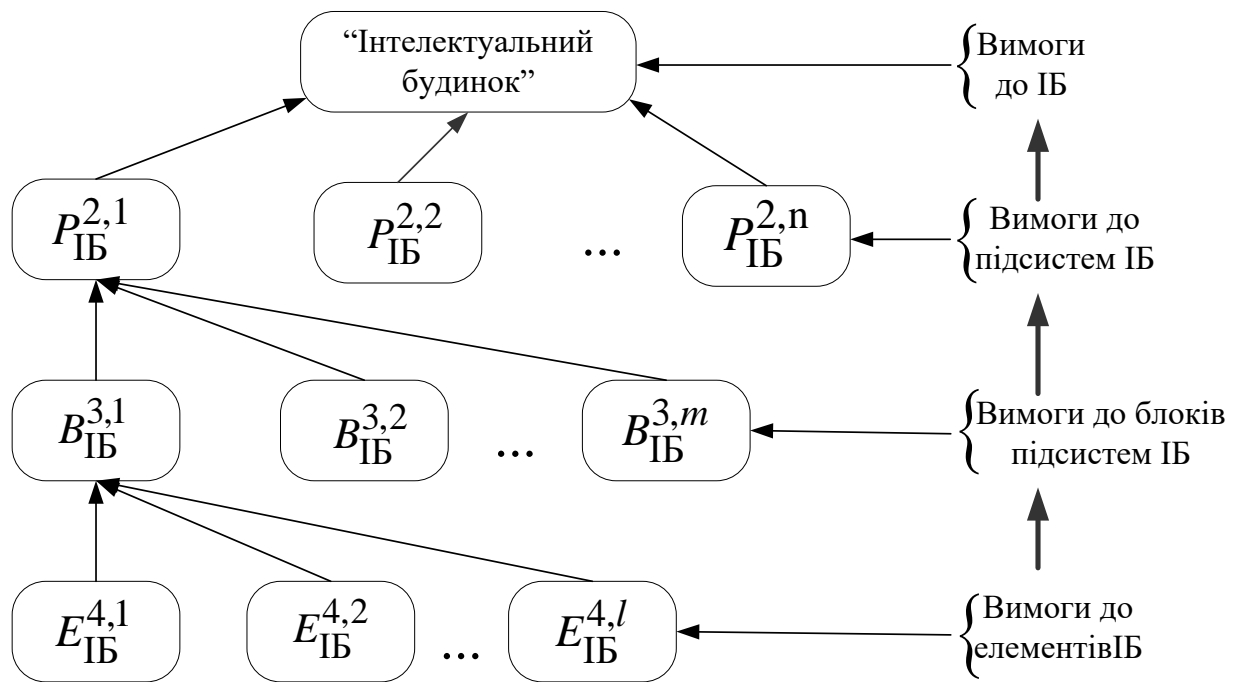 “Інтелектуальний
будинок”
Вимоги
до ІБ
P²,¹ІБ
P²,²ІБ
...
P²,ⁿІБ
Вимоги до
підсистем ІБ
B³,¹ІБ
B³,²ІБ
...
B³,ᵐІБ
Вимоги до блоків
підсистем ІБ
E⁴,¹ІБ
E⁴,²ІБ
...
E⁴,ˡІБ
Вимоги до
елементівІБ